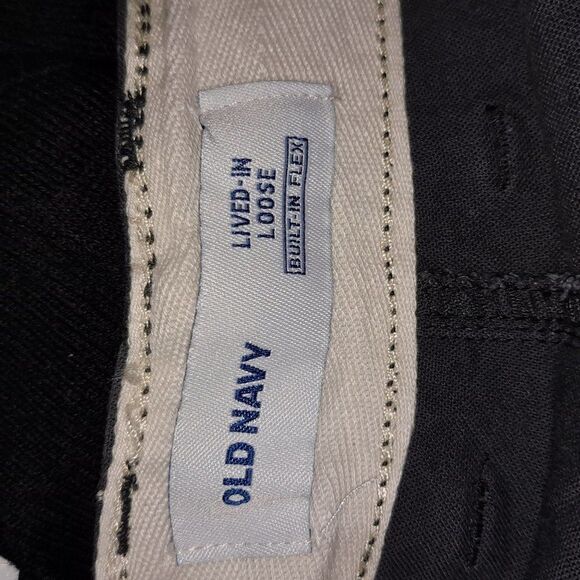 OLD NAVY
LIVED-IN
LOOSE
BUILT-IN FLEX